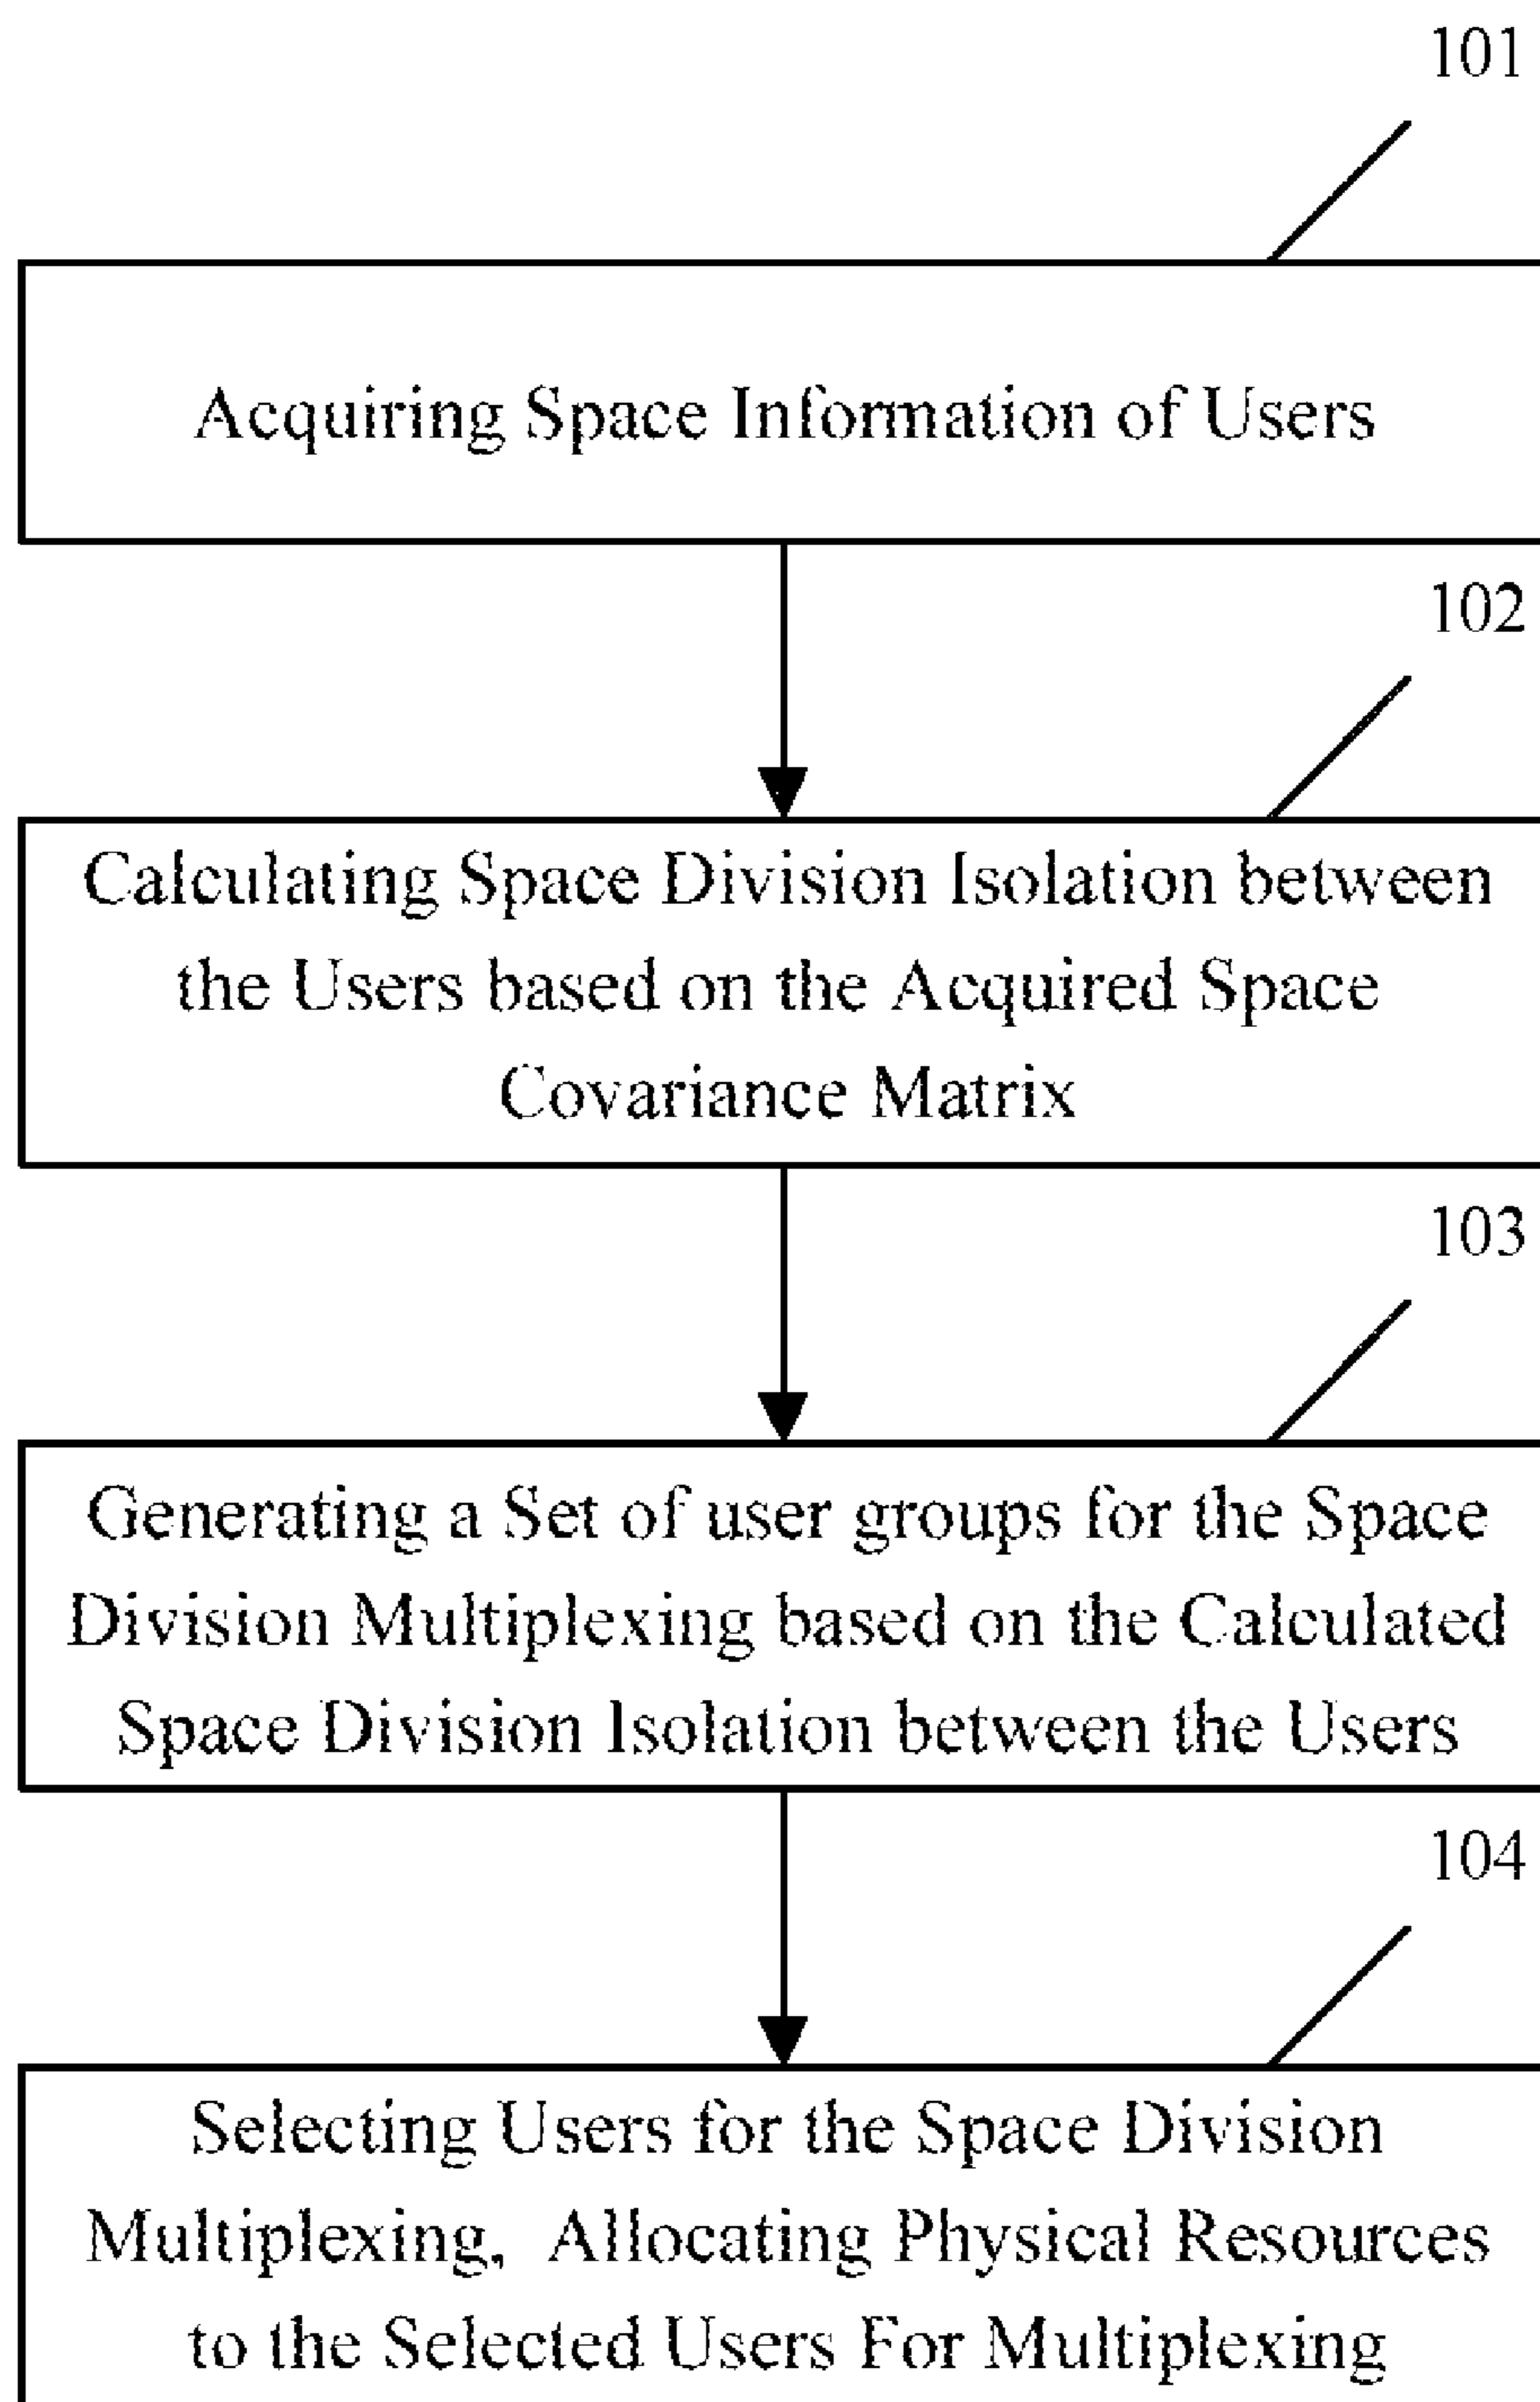 101
Acquiring Space Information of Users
102
Calculating Space Division Isolation between
the Users based on the Acquired Space
Covariance Matrix
103
Generating a Set of user groups for the Space
Division Multiplexing based on the Calculated
Space Division Isolation between the Users
104
Selecting Users for the Space Division
Multiplexing, Allocating Physical Resources
to the Selected Users For Multiplexing